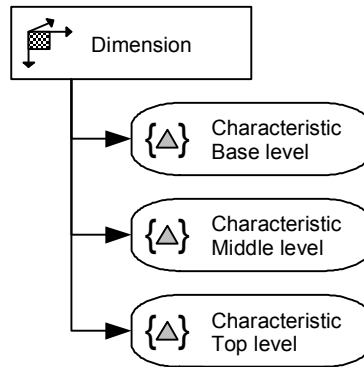 Dimension
Characteristic
Base level
Characteristic
Middle level
Characteristic
Top level